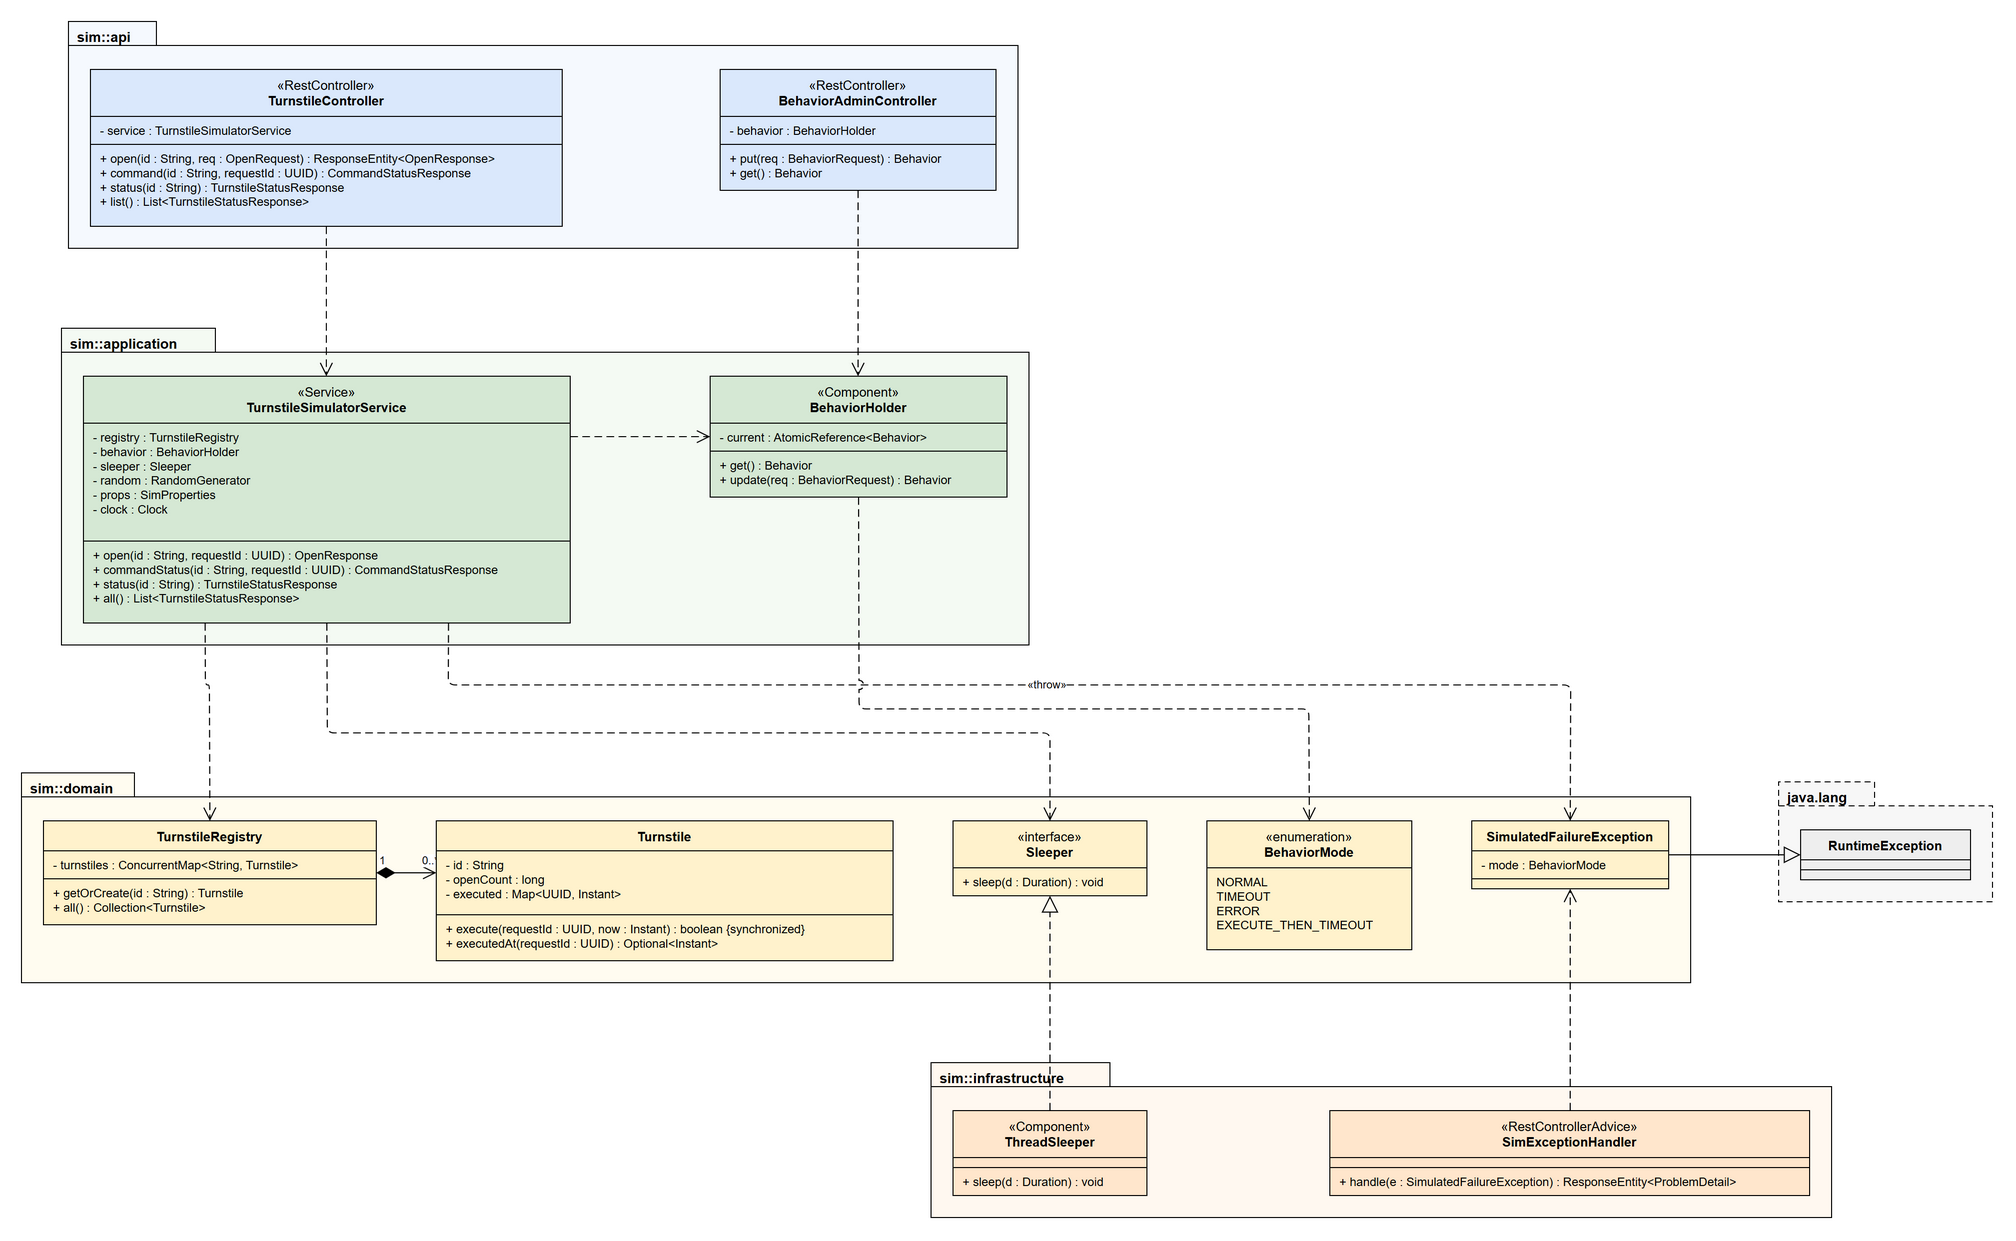 sim::api
«RestController»
TurnstileController
- service : TurnstileSimulatorService
+ open(id : String, req : OpenRequest) : ResponseEntity<OpenResponse>
+ command(id : String, requestId : UUID) : CommandStatusResponse
+ status(id : String) : TurnstileStatusResponse
+ list() : List<TurnstileStatusResponse>
«RestController»
BehaviorAdminController
- behavior : BehaviorHolder
+ put(req : BehaviorRequest) : Behavior
+ get() : Behavior
sim::application
«Service»
TurnstileSimulatorService
- registry : TurnstileRegistry
- behavior : BehaviorHolder
- sleeper : Sleeper
- random : RandomGenerator
- props : SimProperties
- clock : Clock
+ open(id : String, requestId : UUID) : OpenResponse
+ commandStatus(id : String, requestId : UUID) : CommandStatusResponse
+ status(id : String) : TurnstileStatusResponse
+ all() : List<TurnstileStatusResponse>
«Component»
BehaviorHolder
- current : AtomicReference<Behavior>
+ get() : Behavior
+ update(req : BehaviorRequest) : Behavior
«throw»
sim::domain
TurnstileRegistry
- turnstiles : ConcurrentMap<String, Turnstile>
+ getOrCreate(id : String) : Turnstile
+ all() : Collection<Turnstile>
1
0..
Turnstile
- id : String
- openCount : long
- executed : Map<UUID, Instant>
+ execute(requestId : UUID, now : Instant) : boolean {synchronized}
+ executedAt(requestId : UUID) : Optional<Instant>
«interface»
Sleeper
+ sleep(d : Duration) : void
«enumeration»
BehaviorMode
NORMAL
TIMEOUT
ERROR
EXECUTE_THEN_TIMEOUT
SimulatedFailureException
- mode : BehaviorMode
java.lang
RuntimeException
sim::infrastructure
«Component»
ThreadSleeper
+ sleep(d : Duration) : void
«RestControllerAdvice»
SimExceptionHandler
+ handle(e : SimulatedFailureException) : ResponseEntity<ProblemDetail>